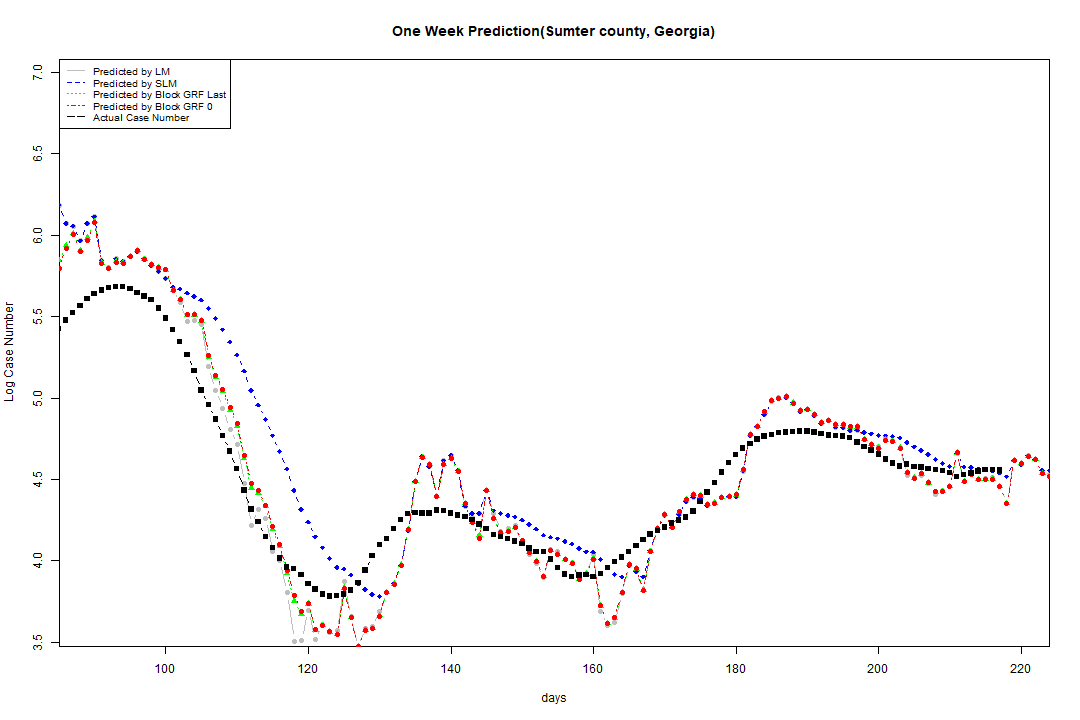 One Week Prediction(Sumter county, Georgia)
Predicted by LM
Predicted by SLM
Predicted by Block GRF Last
Predicted by Block GRF 0
Actual Case Number
7.0
6.5
6.0
5.5
5.0
4.5
4.0
3.5
Log Case Number
100 120 140 160 180 200 220
days